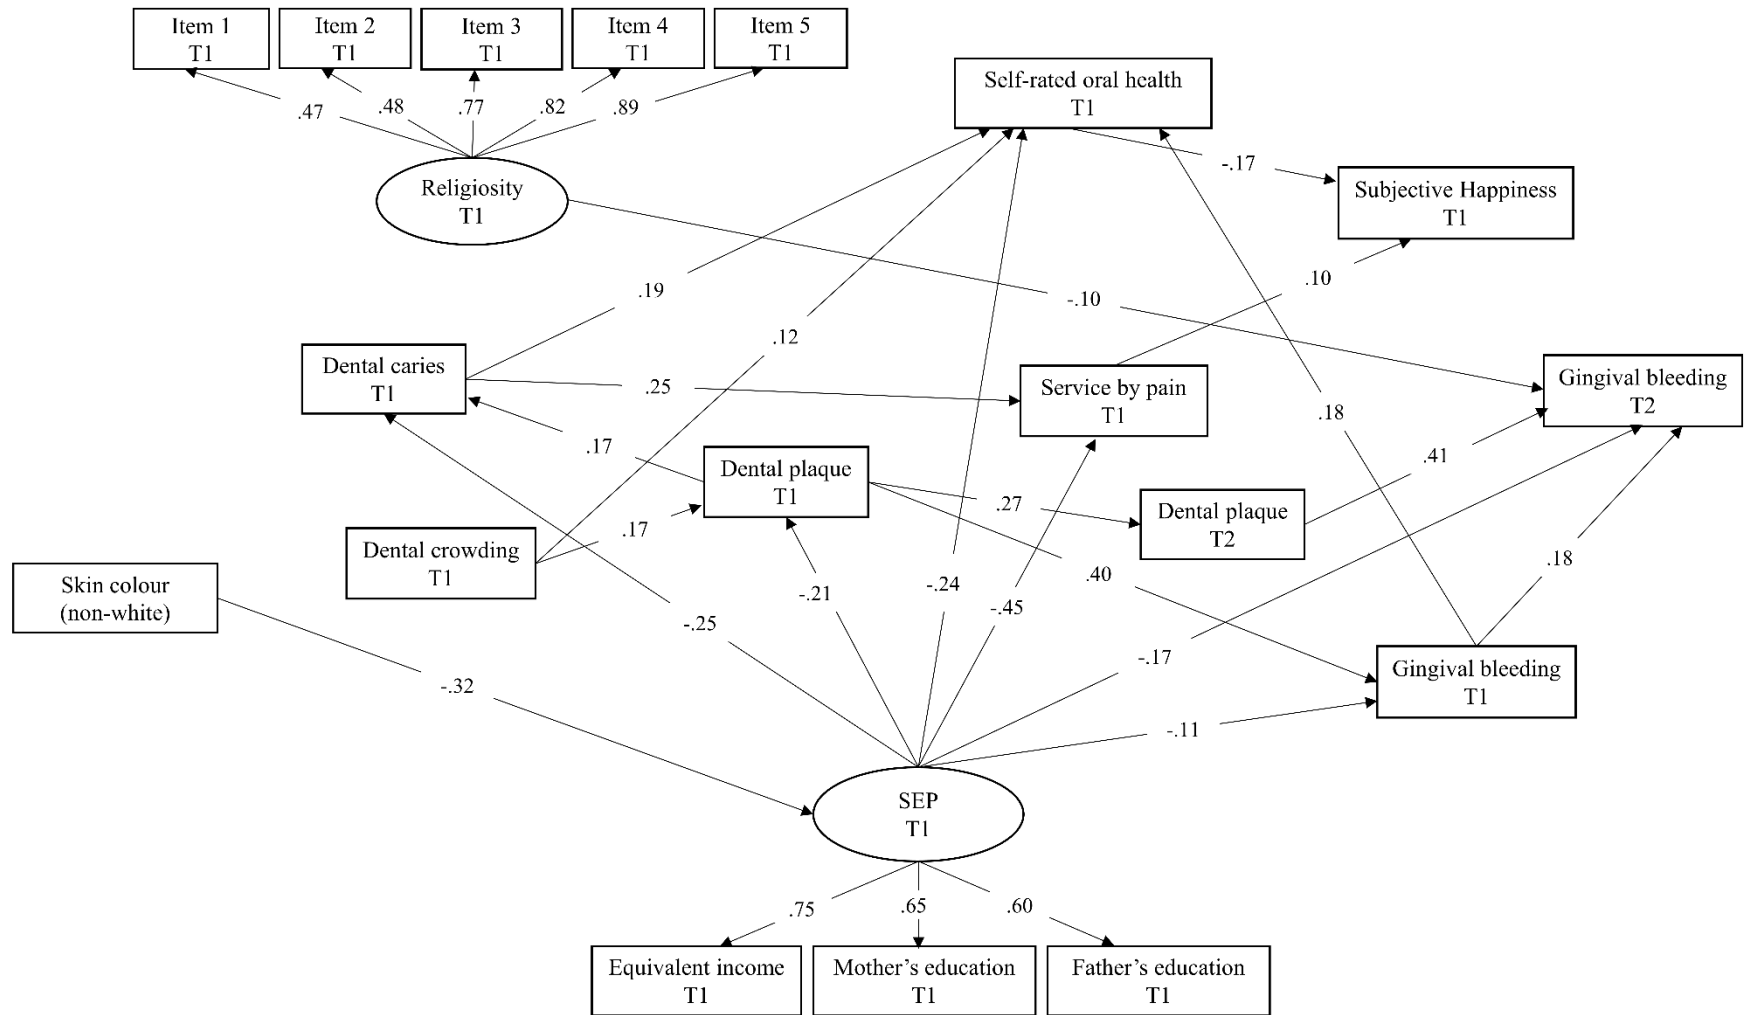 Item 1
T1
Item 2
T1
Item 3
T1
Item 4
T1
Item 5
T1
.47
.48
.77
.82
.89
Religiosity
T1
Self-rated oral health
T1
-.17
Subjective Happiness
T1
.10
.19
-.10
.12
Dental caries
T1
.25
Service by pain
T1
Gingival bleeding
T2
.18
.17
.41
Dental plaque
T1
.27
Dental plaque
T2
.17
Dental crowding
T1
.40
.18
Skin colour
(non-white)
-.21
-.24
-.45
-.25
-.17
Gingival bleeding
T1
-.32
-.11
SEP
T1
.75
.65
.60
Equivalent income
T1
Mother’s education
T1
Father’s education
T1